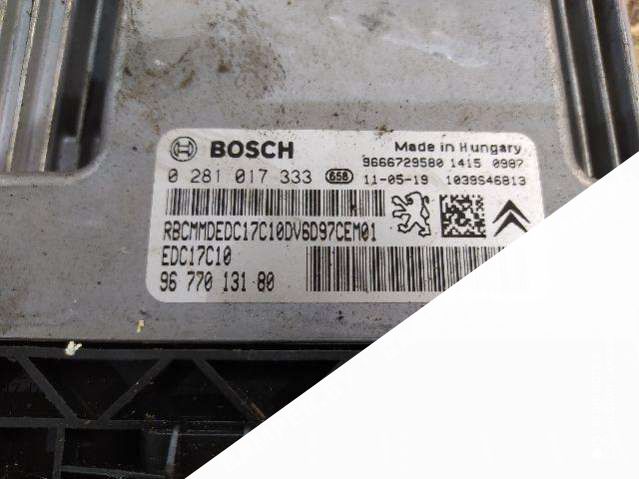 BOSCH
Made in Hungary
9666729580 1415 0987
0 281 017 333 658 11-05-19 1039S46813
RBCMMDEDC17C10DV6D97CEM01
EDC17C10
96 770 131 80